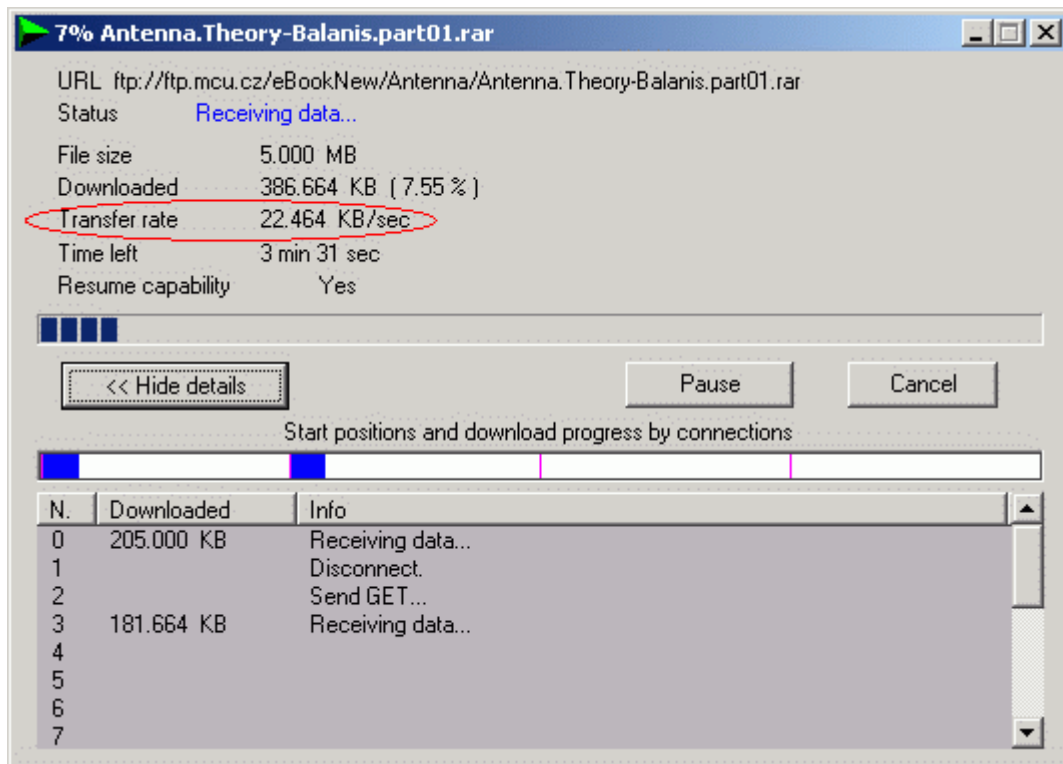 7% Antenna.Theory-Balanis.part01.rar
URL ftp://ftp.mcu.cz/eBookNew/Antenna/Antenna.Theory-Balanis.part01.rar
Status Receiving data...
File size 5.000 MB
Downloaded 386.664 KB ( 7.55 % )
Transfer rate 22.464 KB/sec
Time left 3 min 31 sec
Resume capability Yes
<< Hide details Pause Cancel
Start positions and download progress by connections
N. Downloaded Info
0 205.000 KB Receiving data...
1 Disconnect.
2 Send GET...
3 181.664 KB Receiving data...
4
5
6
7